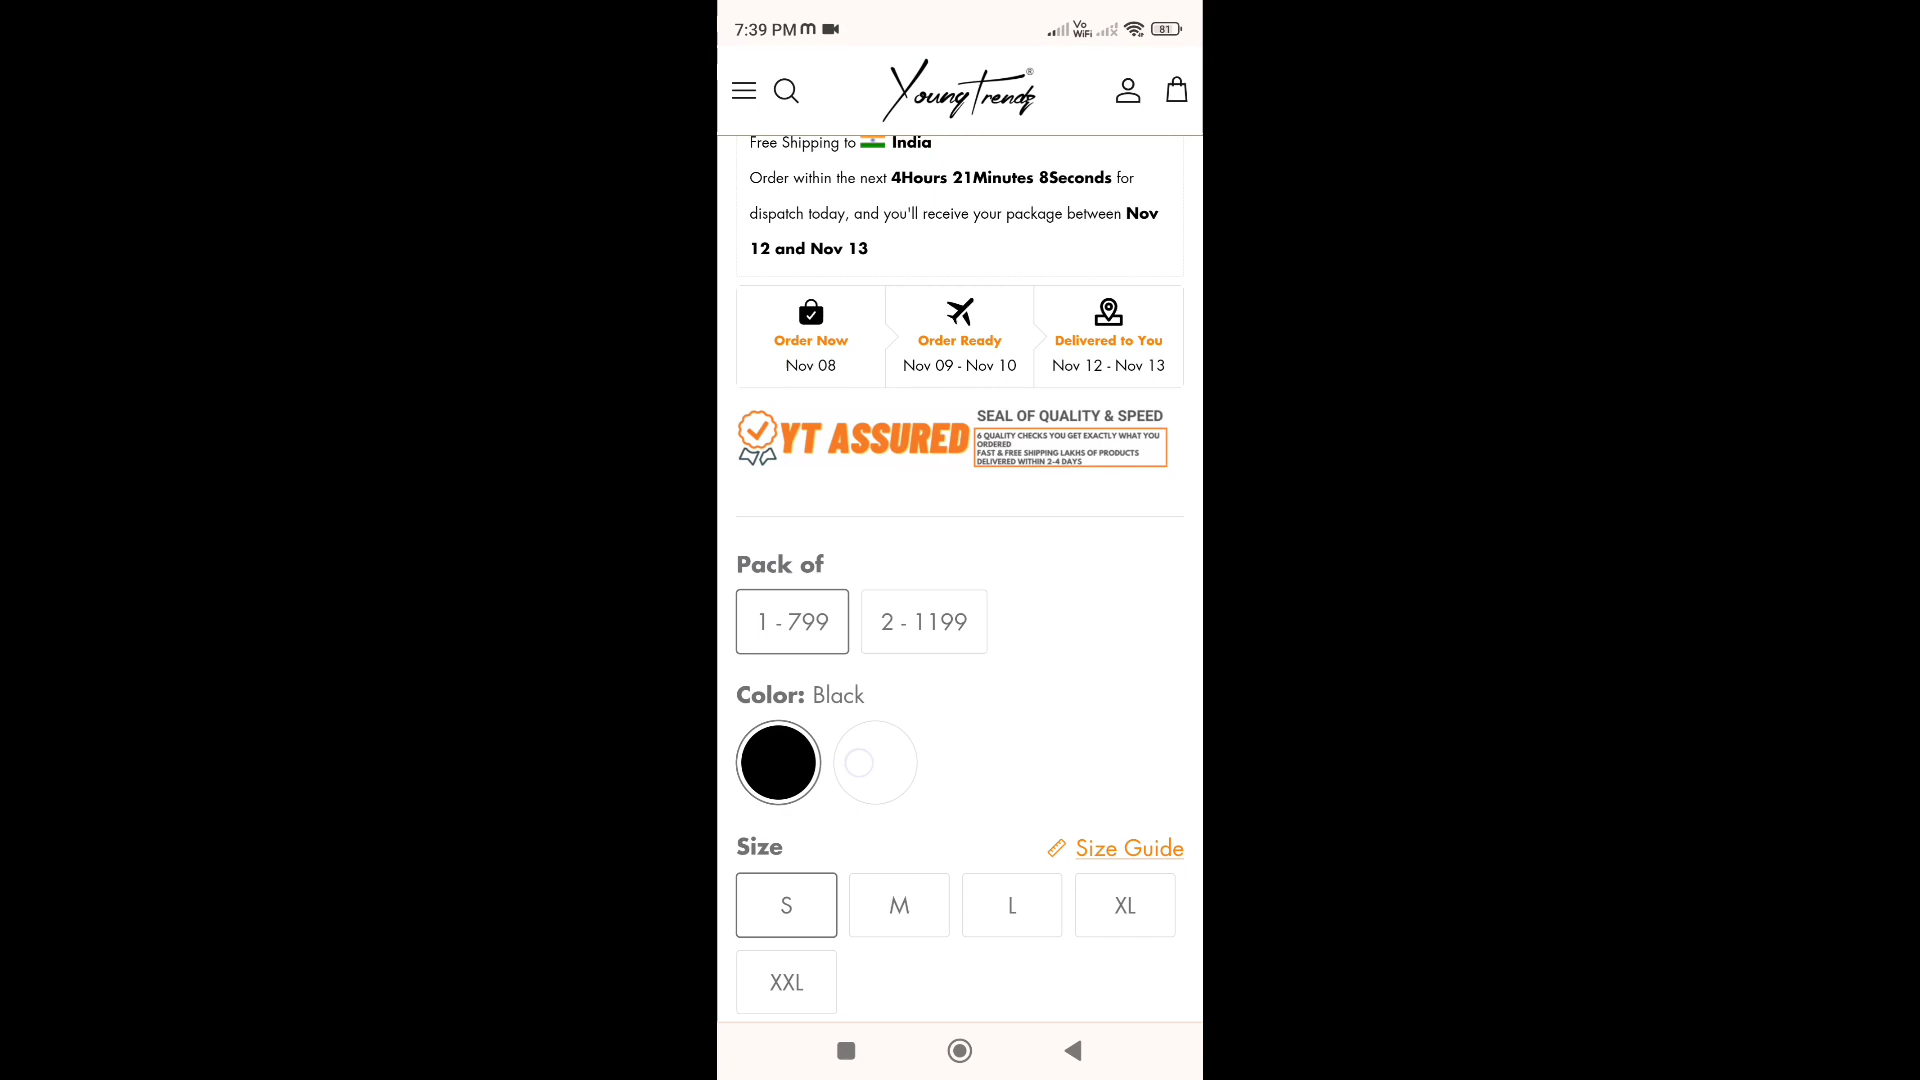 7:39 PM
Vo
WiFi
81
Young Trendz®
Free Shipping to India
Order within the next 4Hours 21Minutes 8Seconds for
dispatch today, and you'll receive your package between Nov
12 and Nov 13
Order Now
Nov 08
Order Ready
Nov 09 - Nov 10
Delivered to You
Nov 12 - Nov 13
YT ASSURED
SEAL OF QUALITY & SPEED
6 QUALITY CHECKS YOU GET EXACTLY WHAT YOU
ORDERED
FAST & FREE SHIPPING LAKHS OF PRODUCTS
DELIVERED WITHIN 2-4 DAYS
Pack of
1 - 799
2 - 1199
Color: Black
Size
Size Guide
S
M
L
XL
XXL